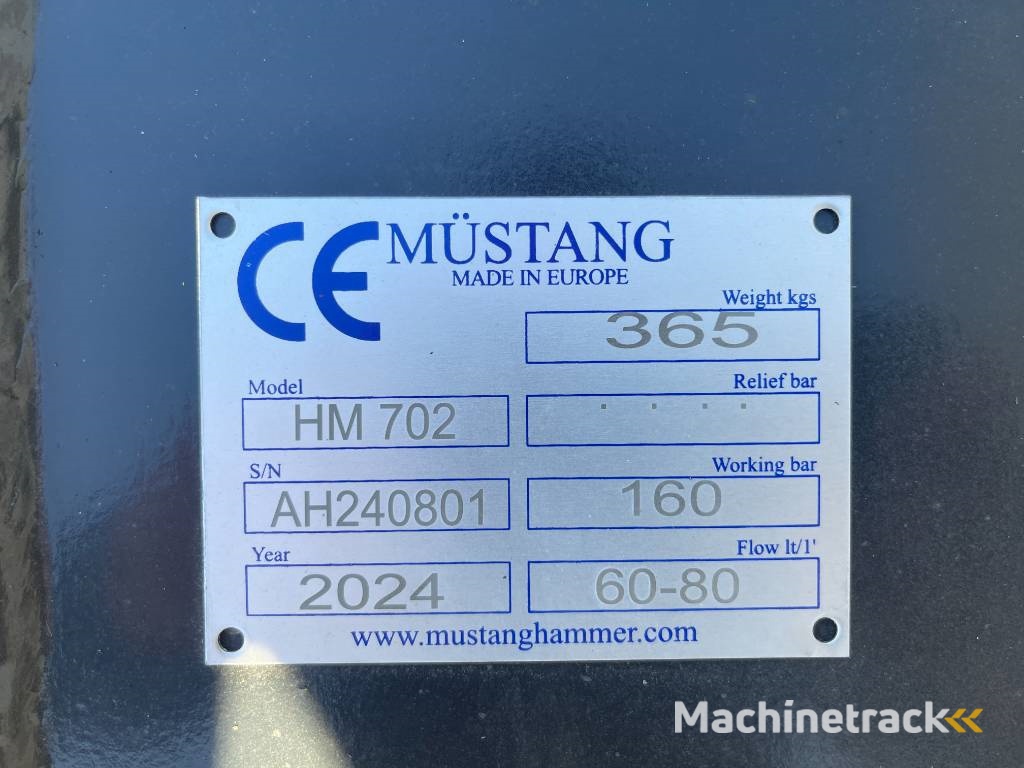 CE MÜSTANG
MADE IN EUROPE
Weight kgs
365
Model
HM 702
Relief bar
. . . .
S/N
AH240801
Working bar
160
Year
2024
Flow lt/1'
60-80
www.mustanghammer.com
Machinetrack